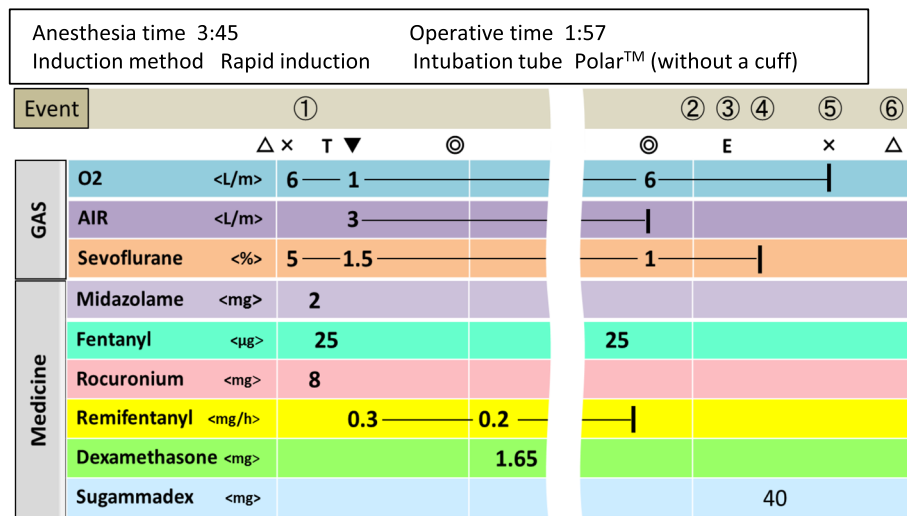 Anesthesia time 3:45 Operative time 1:57
Induction method Rapid induction Intubation tube Polar™ (without a cuff)
Event ① ② ③ ④ ⑤ ⑥
△ × T ▼ ◎ ◎ E × △
GAS
O2 <L/m> 6 1 6
AIR <L/m> 3
Sevoflurane <%> 5 1.5 1
Medicine
Midazolame <mg> 2
Fentanyl <μg> 25 25
Rocuronium <mg> 8
Remifentanyl <mg/h> 0.3 0.2
Dexamethasone <mg> 1.65
Sugammadex <mg> 40